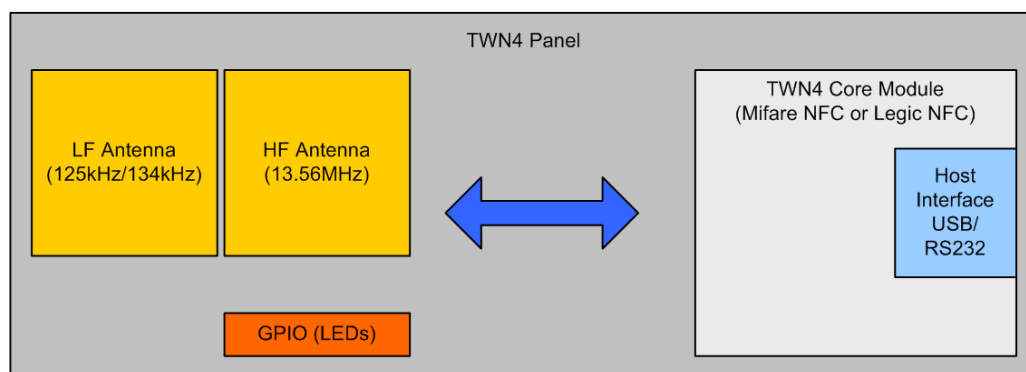 TWN4 Panel
LF Antenna
(125kHz/134kHz)
HF Antenna
(13.56MHz)
TWN4 Core Module
(Mifare NFC or Legic NFC)
Host
Interface
USB/
RS232
GPIO (LEDs)